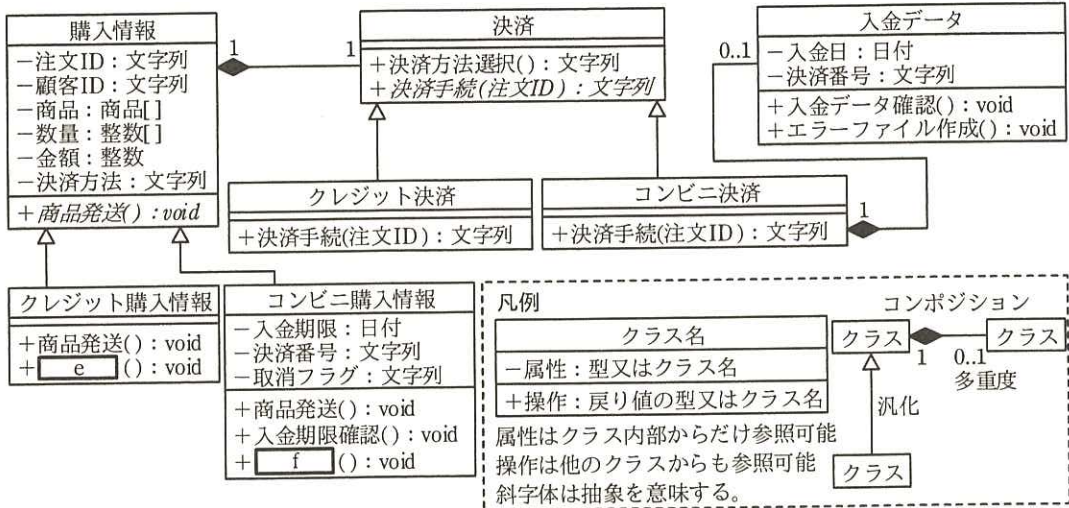 購入情報
－注文ID：文字列
－顧客ID：文字列
－商品：商品[]
－数量：整数[]
－金額：整数
－決済方法：文字列
＋商品発送()：void
1
1
決済
＋決済方法選択()：文字列
＋決済手続(注文ID)：文字列
0..1
入金データ
－入金日：日付
－決済番号：文字列
＋入金データ確認()：void
＋エラーファイル作成()：void
クレジット決済
＋決済手続(注文ID)：文字列
コンビニ決済
＋決済手続(注文ID)：文字列
1
クレジット購入情報
＋商品発送()：void
＋ e ()：void
コンビニ購入情報
－入金期限：日付
－決済番号：文字列
－取消フラグ：文字列
＋商品発送()：void
＋入金期限確認()：void
＋ f ()：void
凡例
クラス名
－属性：型又はクラス名
＋操作：戻り値の型又はクラス名
属性はクラス内部からだけ参照可能
操作は他のクラスからも参照可能
斜字体は抽象を意味する。
コンポジション
クラス
クラス
1
0..1
多重度
汎化
クラス